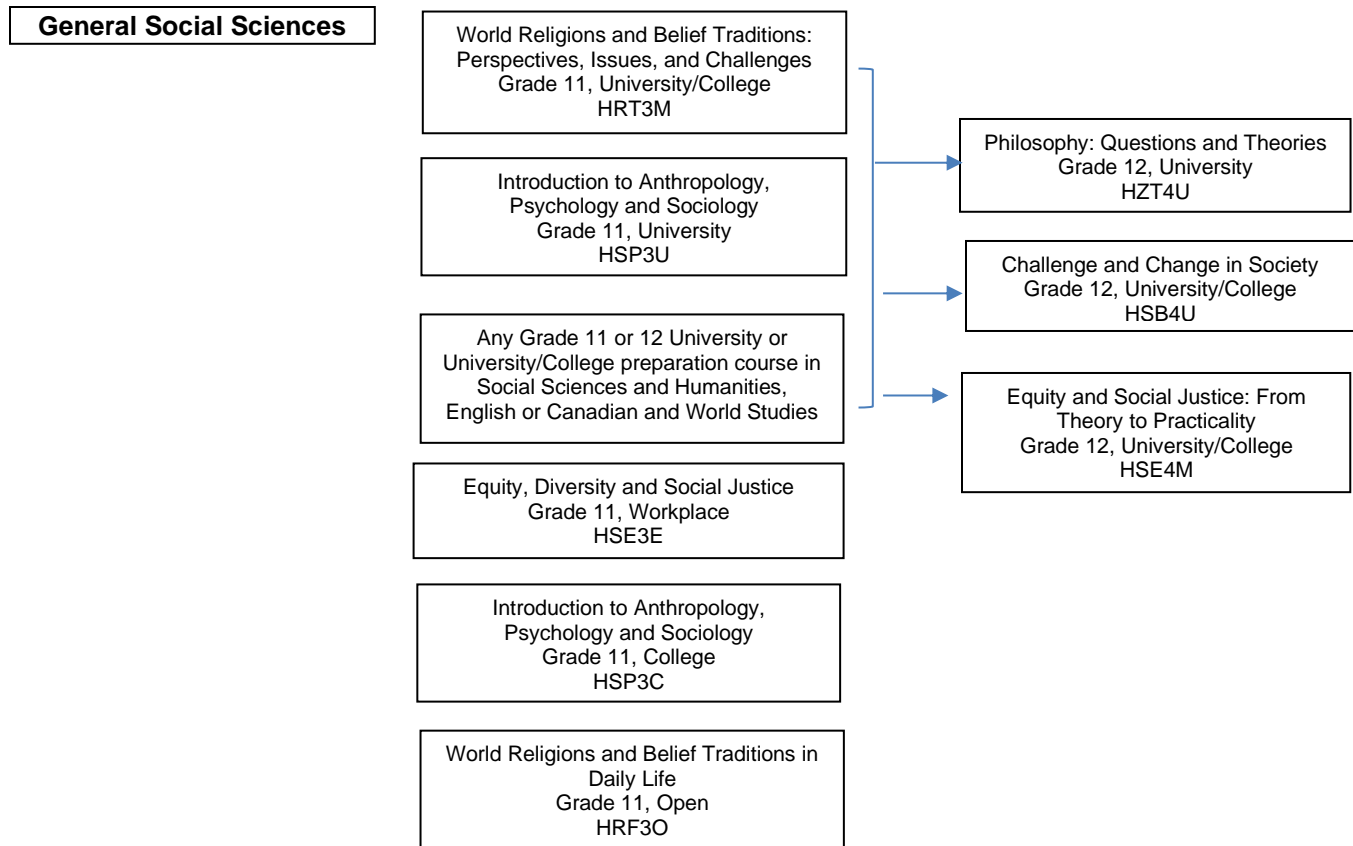 General Social Sciences
World Religions and Belief Traditions:
Perspectives, Issues, and Challenges
Grade 11, University/College
HRT3M
Introduction to Anthropology,
Psychology and Sociology
Grade 11, University
HSP3U
Any Grade 11 or 12 University or
University/College preparation course in
Social Sciences and Humanities,
English or Canadian and World Studies
Equity, Diversity and Social Justice
Grade 11, Workplace
HSE3E
Introduction to Anthropology,
Psychology and Sociology
Grade 11, College
HSP3C
World Religions and Belief Traditions in
Daily Life
Grade 11, Open
HRF3O
Philosophy: Questions and Theories
Grade 12, University
HZT4U
Challenge and Change in Society
Grade 12, University/College
HSB4U
Equity and Social Justice: From
Theory to Practicality
Grade 12, University/College
HSE4M